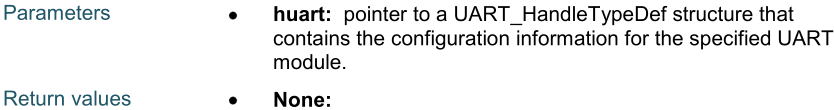 Parameters • huart: pointer to a UART_HandleTypeDef structure that
contains the configuration information for the specified UART
module.
Return values • None: